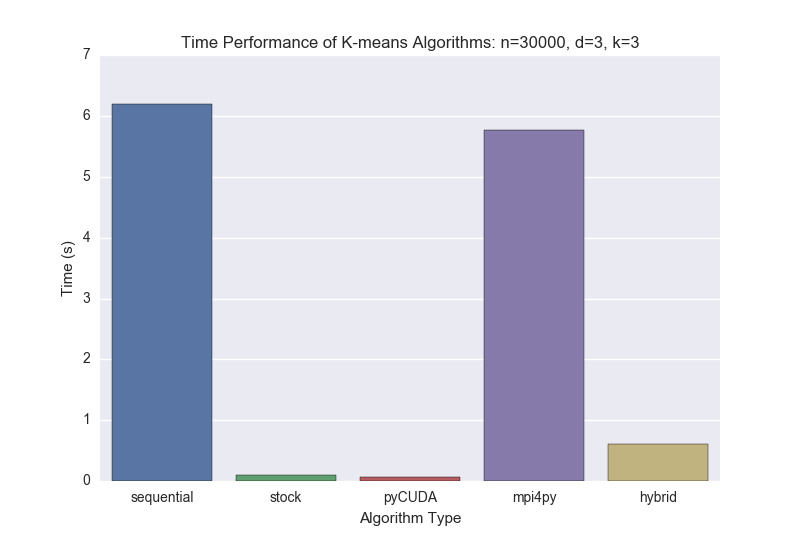 Time Performance of K-means Algorithms: n=30000, d=3, k=3
7
6
5
4
3
2
1
0
Time (s)
sequential stock pyCUDA mpi4py hybrid
Algorithm Type